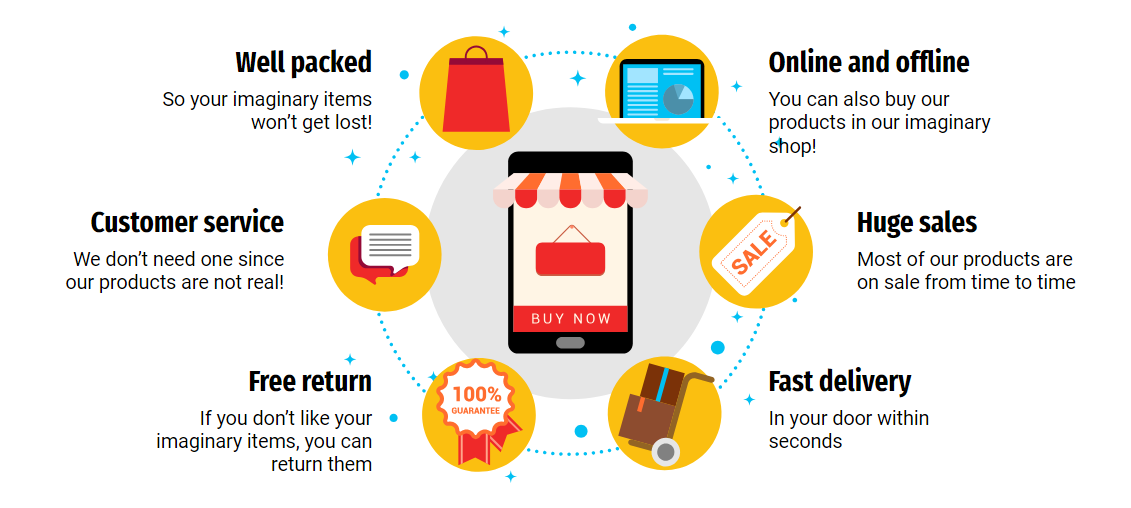 Well packed
So your imaginary items
won’t get lost!
Online and offline
You can also buy our
products in our imaginary
shop!
Customer service
We don’t need one since
our products are not real!
SALE
Huge sales
Most of our products are
on sale from time to time
BUY NOW
Free return
If you don’t like your
imaginary items, you can
return them
100%
GUARANTEE
Fast delivery
In your door within
seconds